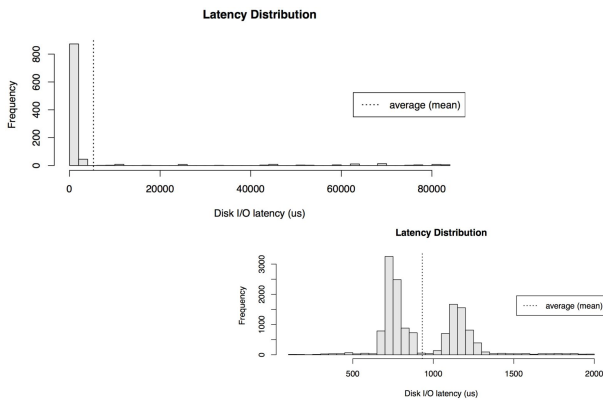 Latency Distribution
800
600
400
200
0
Frequency
average (mean)
0 20000 40000 60000 80000
Disk I/O latency (us)
Latency Distribution
3000
2000
1000
0
Frequency
average (mean)
500 1000 1500 2000
Disk I/O latency (us)